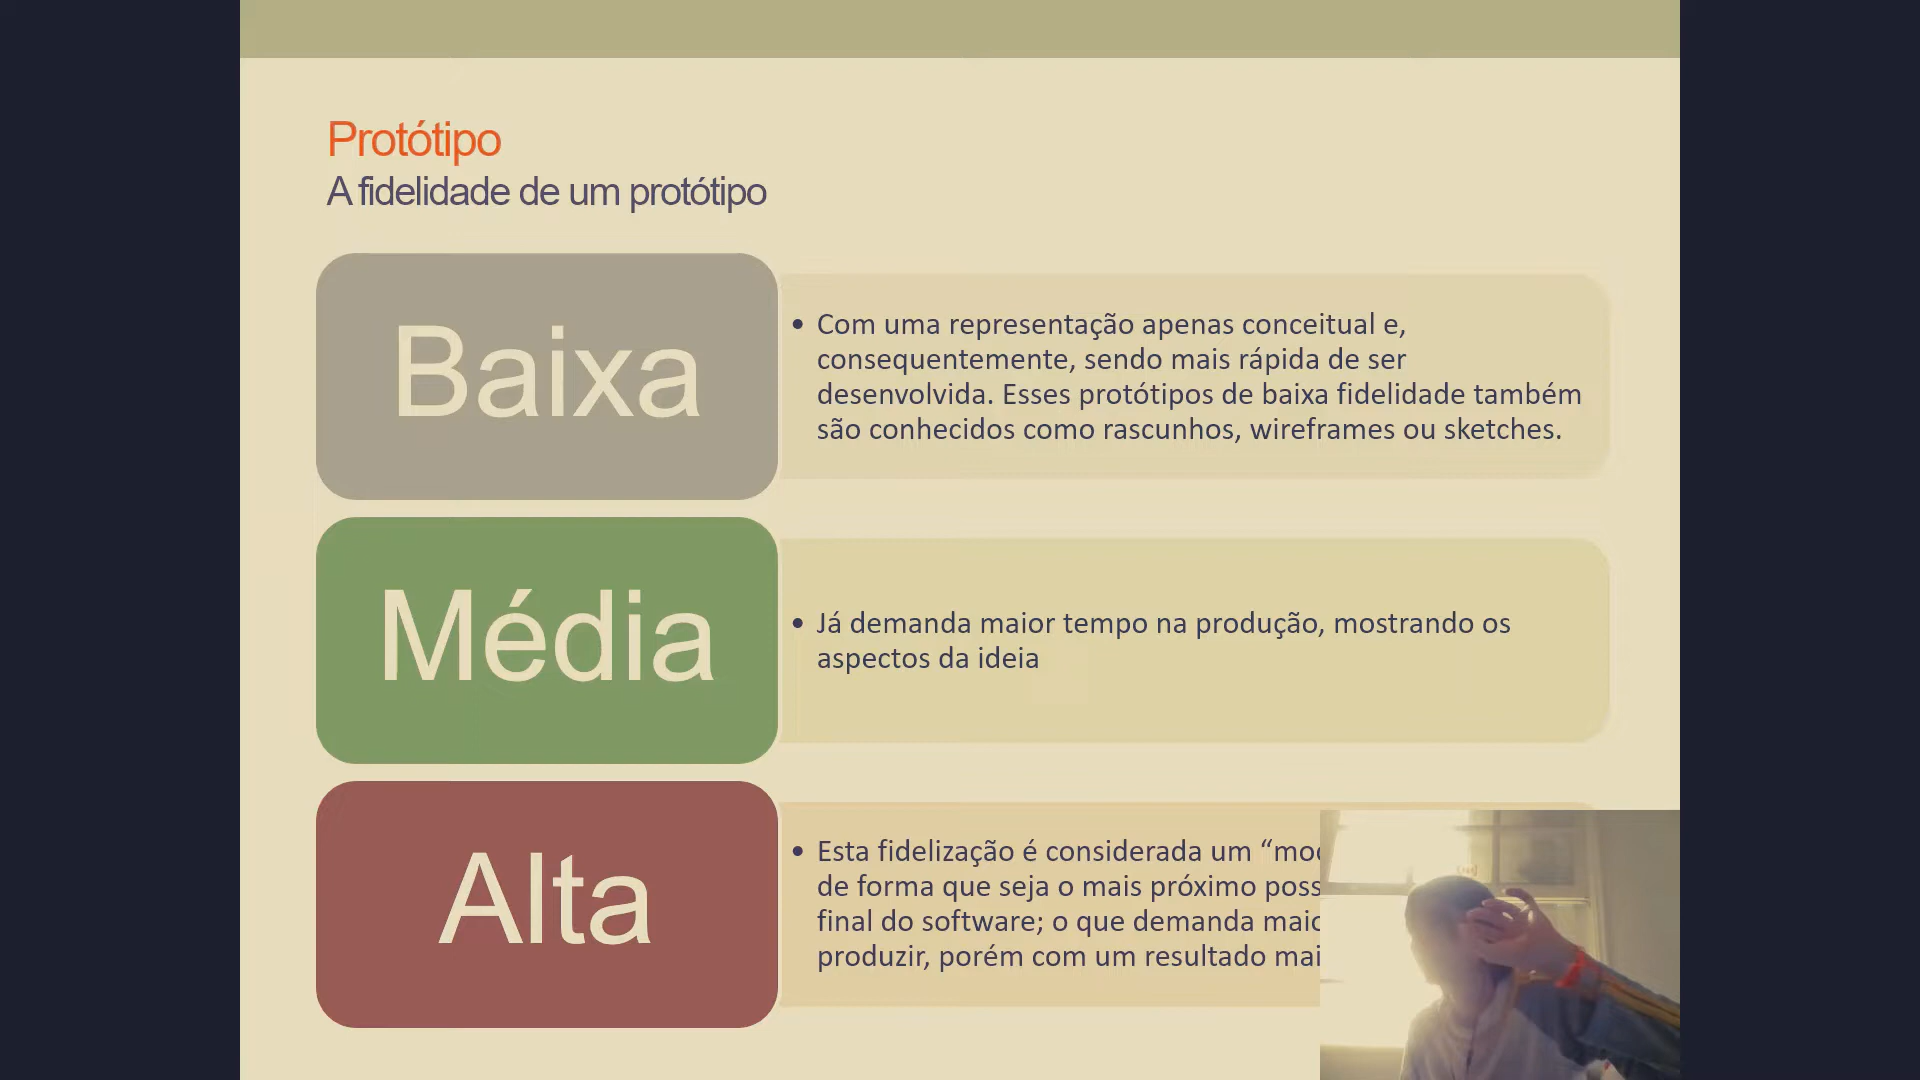 Protótipo
A fidelidade de um protótipo
Baixa
• Com uma representação apenas conceitual e,
consequentemente, sendo mais rápida de ser
desenvolvida. Esses protótipos de baixa fidelidade também
são conhecidos como rascunhos, wireframes ou sketches.
Média
• Já demanda maior tempo na produção, mostrando os
aspectos da ideia
Alta
• Esta fidelização é considerada um
de forma que seja o mais próximo
final do software; o que demanda
produzir, porém com um resultado